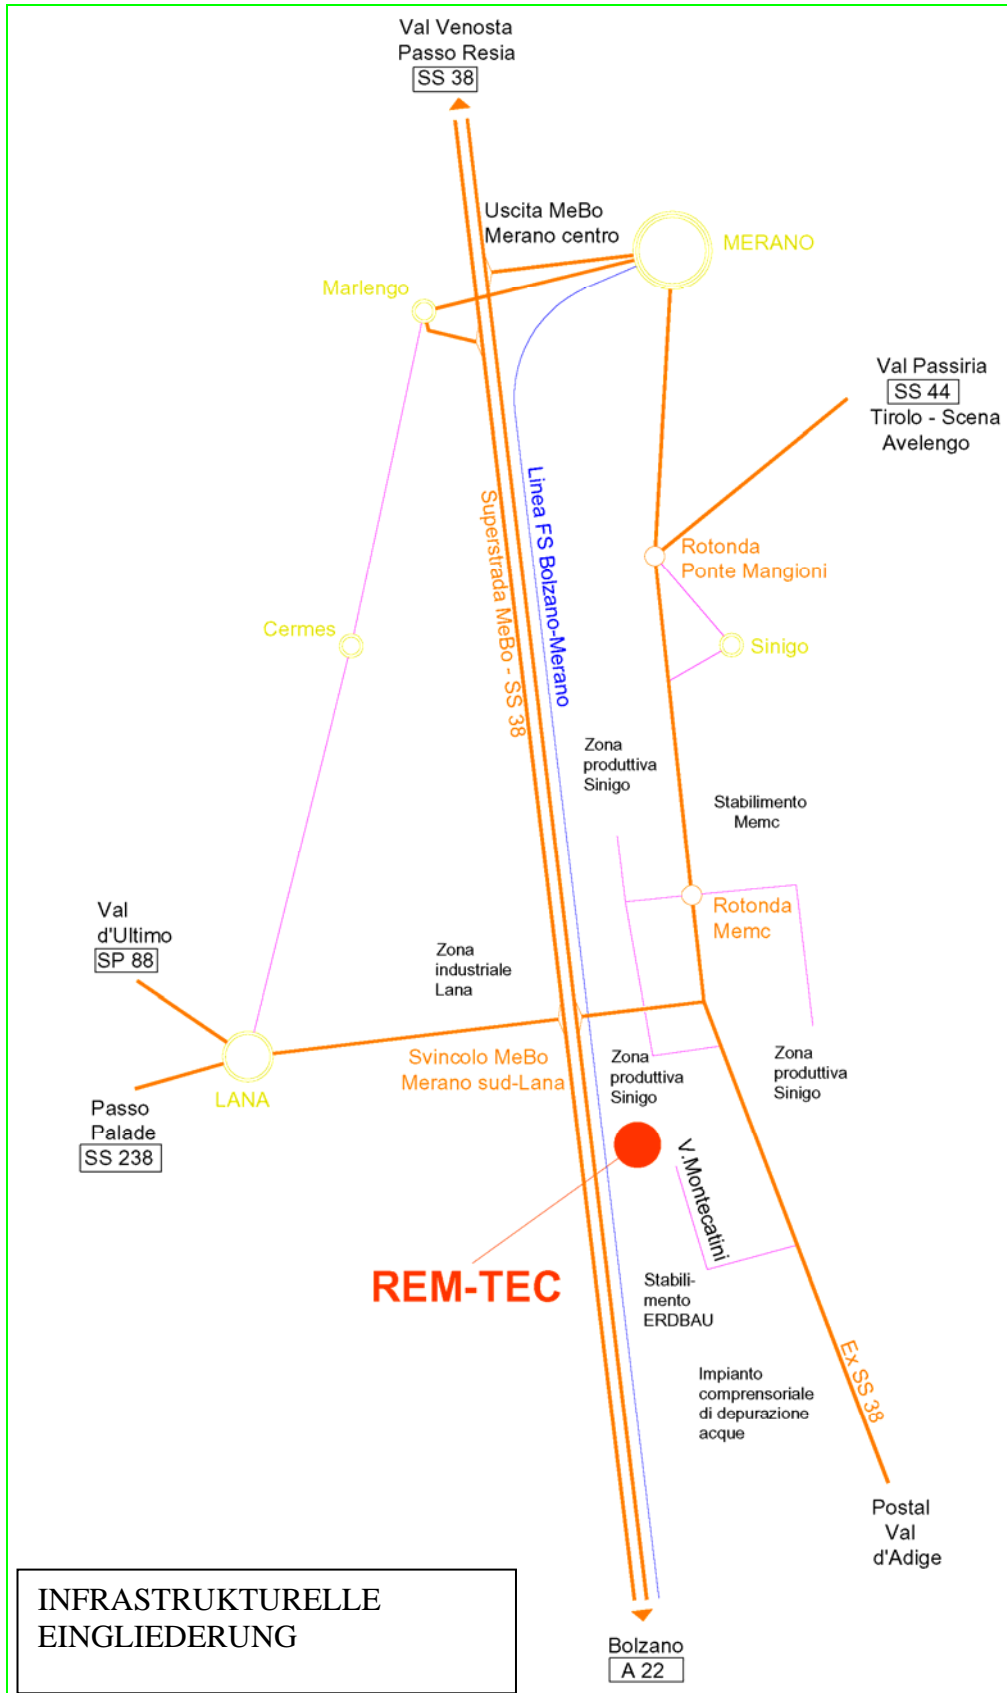 Val Venosta
Passo Resia
SS 38
Uscita MeBo
Merano centro
MERANO
Marlengo
Val Passiria
SS 44
Tirolo - Scena
Avelengo
Linea FS Bolzano-Merano
Superstrada MeBo - SS 38
Rotonda
Ponte Mangioni
Cermes
Sinigo
Zona
produttiva
Sinigo
Stabilimento
Memc
Rotonda
Memc
Val
d'Ultimo
SP 88
Zona
industriale
Lana
Svincolo MeBo
Merano sud-Lana
Zona
produttiva
Sinigo
Zona
produttiva
Sinigo
LANA
Passo
Palade
SS 238
V.Montecatini
REM-TEC
Stabili-
mento
ERDBAU
Impianto
comprensoriale
di depurazione
acque
Ex SS 38
Postal
Val
d'Adige
INFRASTRUKTURELLE
EINGLIEDERUNG
Bolzano
A 22